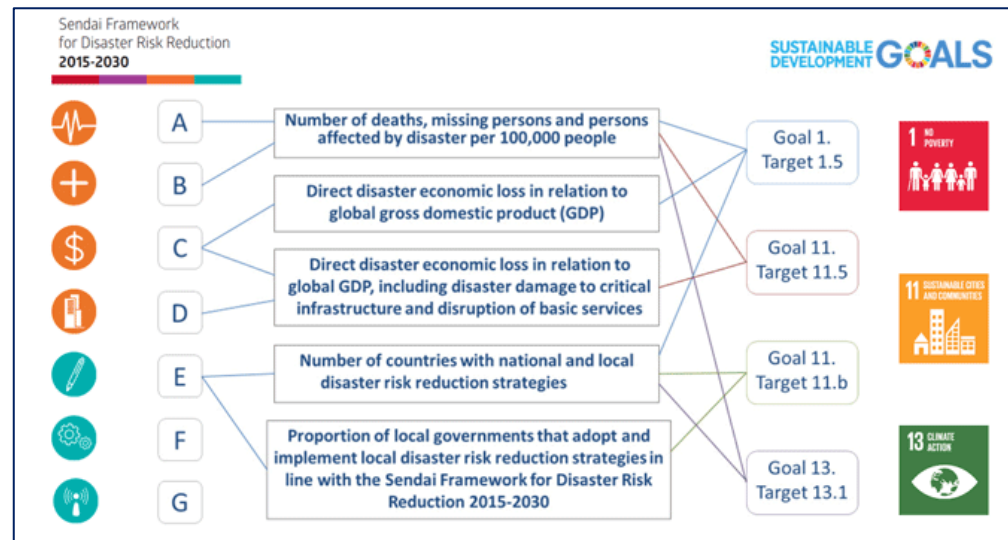 Sendai Framework
for Disaster Risk Reduction
2015-2030
SUSTAINABLE
DEVELOPMENT
GOALS
A
B
C
D
E
F
G
Number of deaths, missing persons and persons
affected by disaster per 100,000 people
Direct disaster economic loss in relation to
global gross domestic product (GDP)
Direct disaster economic loss in relation to
global GDP, including disaster damage to critical
infrastructure and disruption of basic services
Number of countries with national and local
disaster risk reduction strategies
Proportion of local governments that adopt and
implement local disaster risk reduction strategies in
line with the Sendai Framework for Disaster Risk
Reduction 2015-2030
Goal 1.
Target 1.5
Goal 11.
Target 11.5
Goal 11.
Target 11.b
Goal 13.
Target 13.1
1 NO
POVERTY
11 SUSTAINABLE CITIES
AND COMMUNITIES
13 CLIMATE
ACTION
$